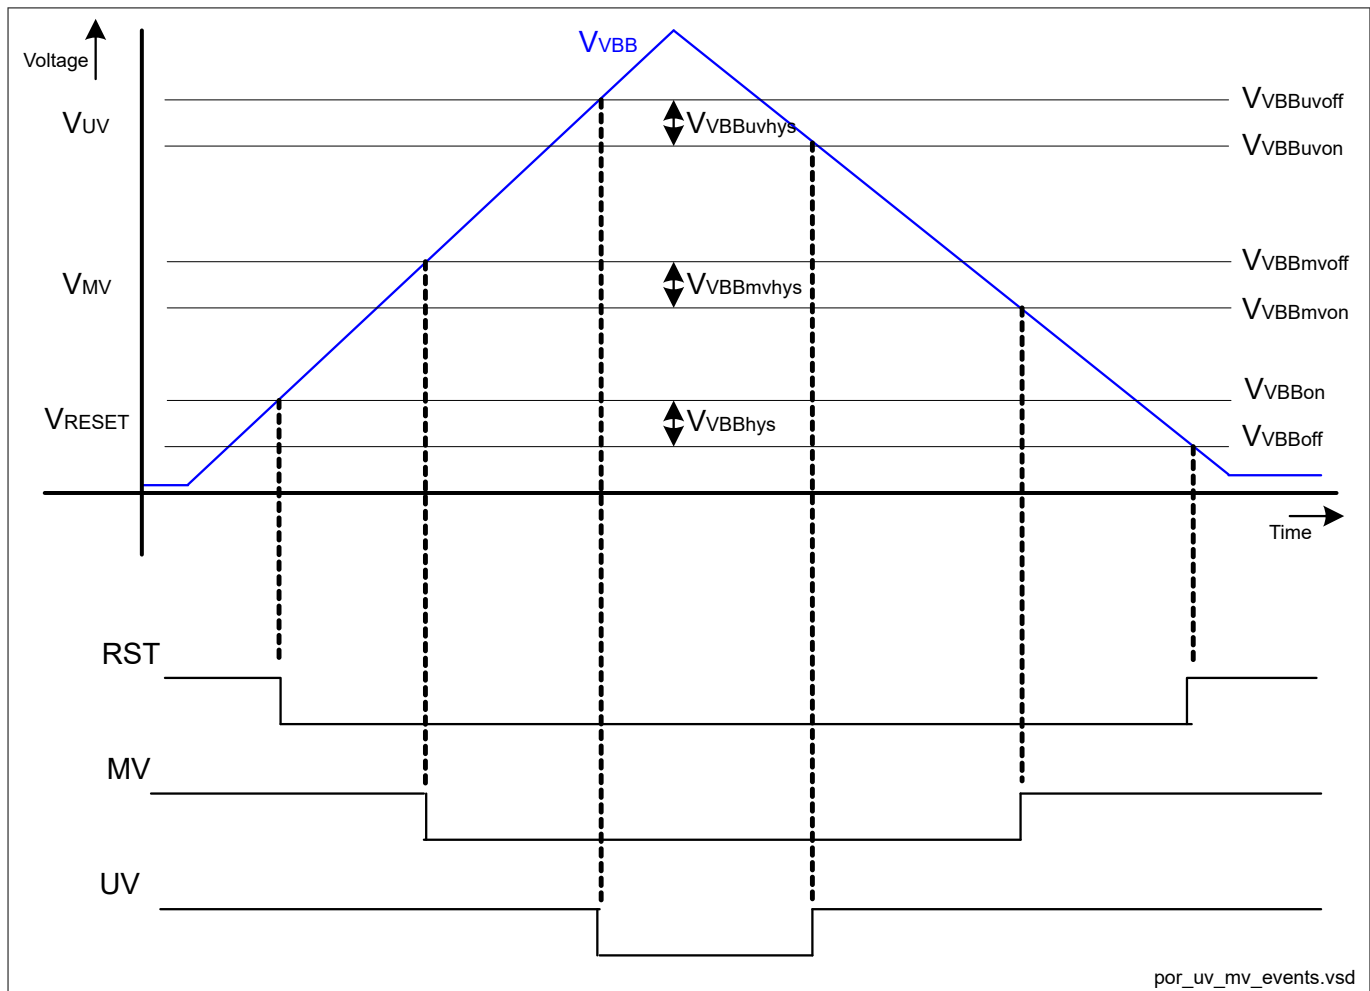 Voltage
VVBB
VVBBuvoff
VUV
VVBBuvhys
VVBBuvon
VVBBmvoff
VMV
VVBBmvhys
VVBBmvon
VVBBon
VRESET
VVBBhys
VVBBoff
Time
RST
MV
UV
por_uv_mv_events.vsd